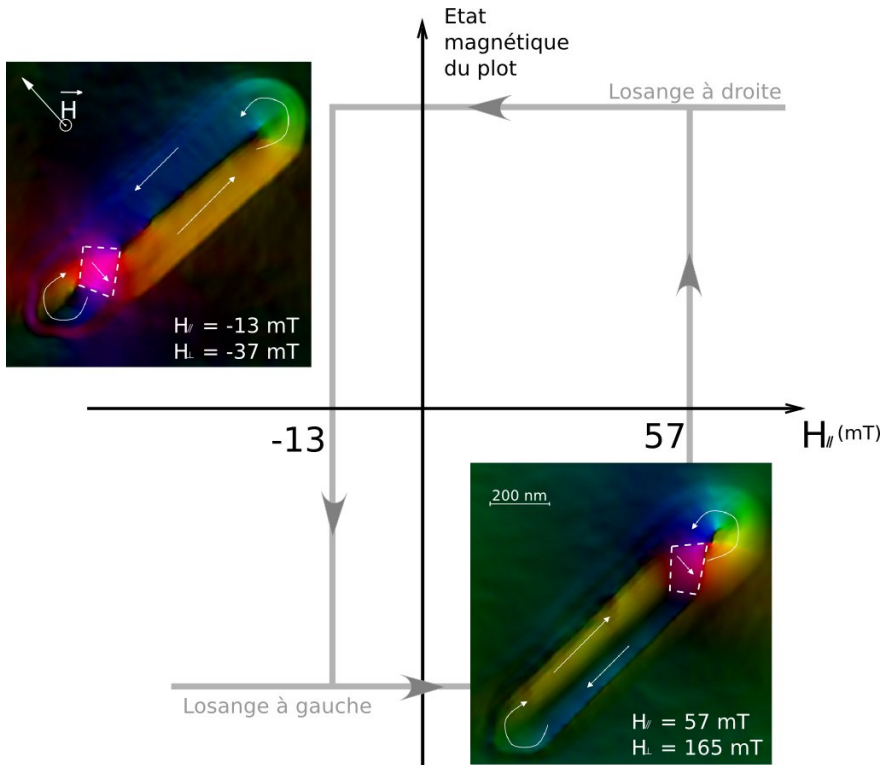 Etat
magnétique
du plot
Losange à droite
H
H// = -13 mT
H⊥ = -37 mT
-13
57
H// (mT)
200 nm
Losange à gauche
H// = 57 mT
H⊥ = 165 mT